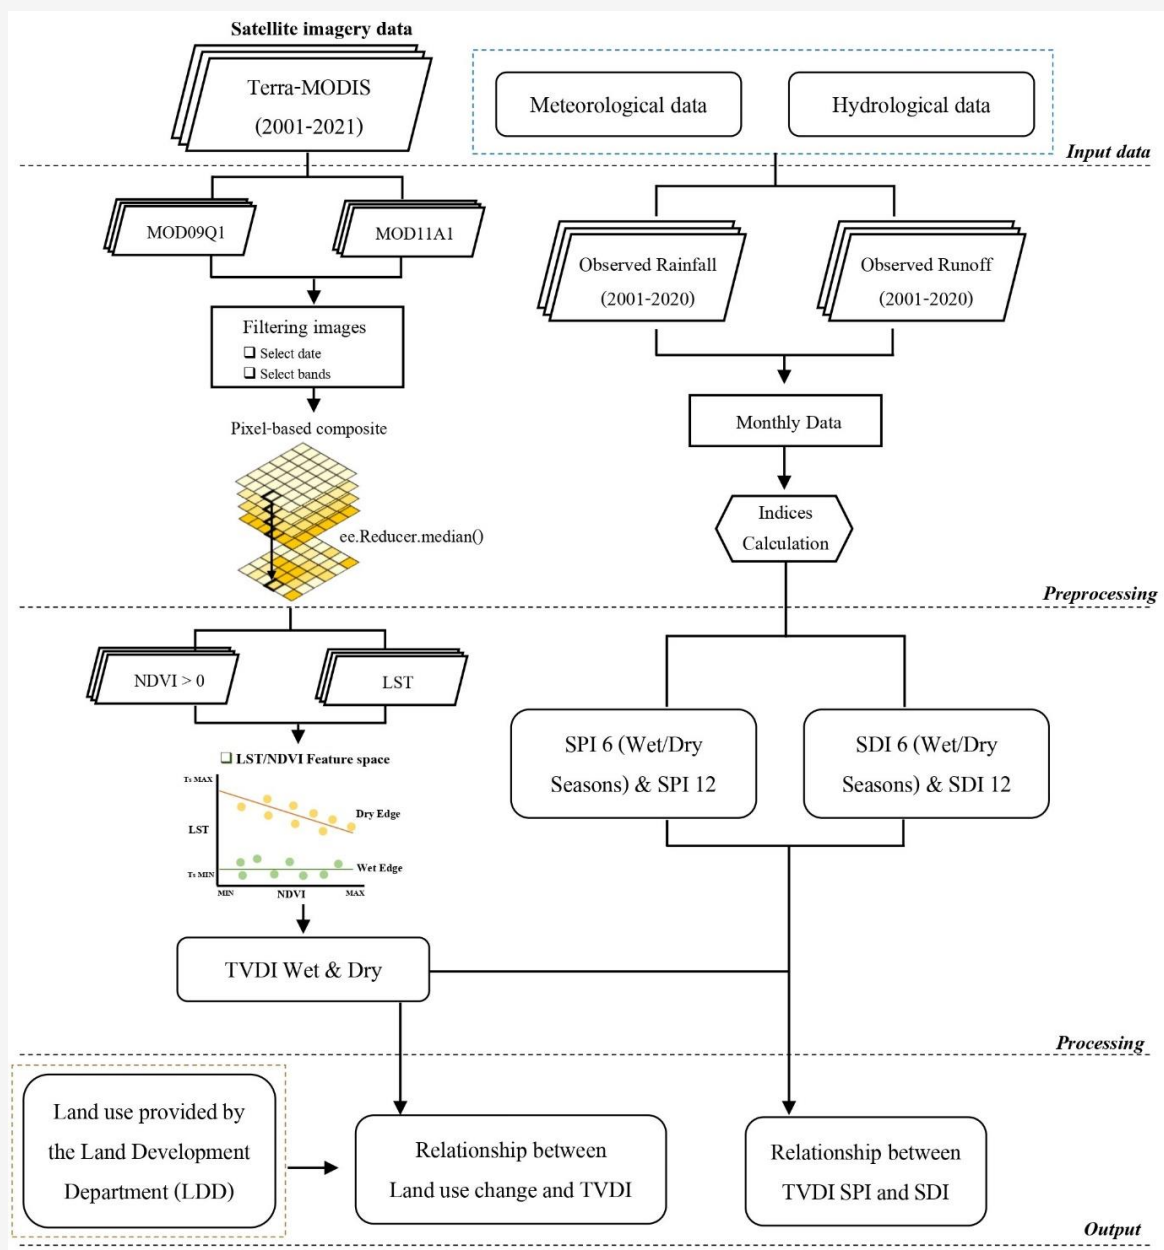 Satellite imagery data
Terra-MODIS
(2001-2021)
Meteorological data
Hydrological data
Input data
MOD09Q1
MOD11A1
Observed Rainfall
(2001-2020)
Observed Runoff
(2001-2020)
Filtering images
Select date
Select bands
Monthly Data
Pixel-based composite
ee.Reducer.median()
Indices
Calculation
Preprocessing
NDVI > 0
LST
SPI 6 (Wet/Dry
Seasons) & SPI 12
SDI 6 (Wet/Dry
Seasons) & SDI 12
LST/NDVI Feature space
Ts MAX
Dry Edge
LST
Wet Edge
Ts MIN
MIN
NDVI
MAX
TVDI Wet & Dry
Processing
Land use provided by
the Land Development
Department (LDD)
Relationship between
Land use change and TVDI
Relationship between
TVDI SPI and SDI
Output